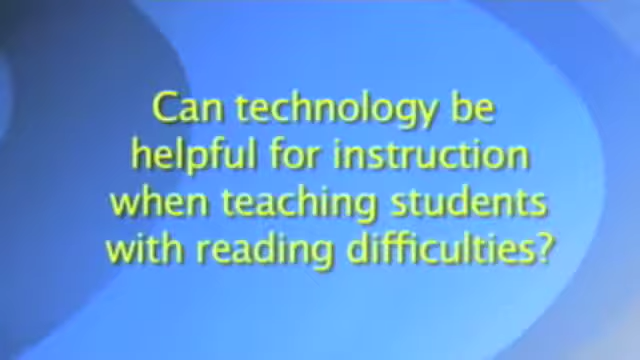 Can technology be
helpful for instruction
when teaching students
with reading difficulties?